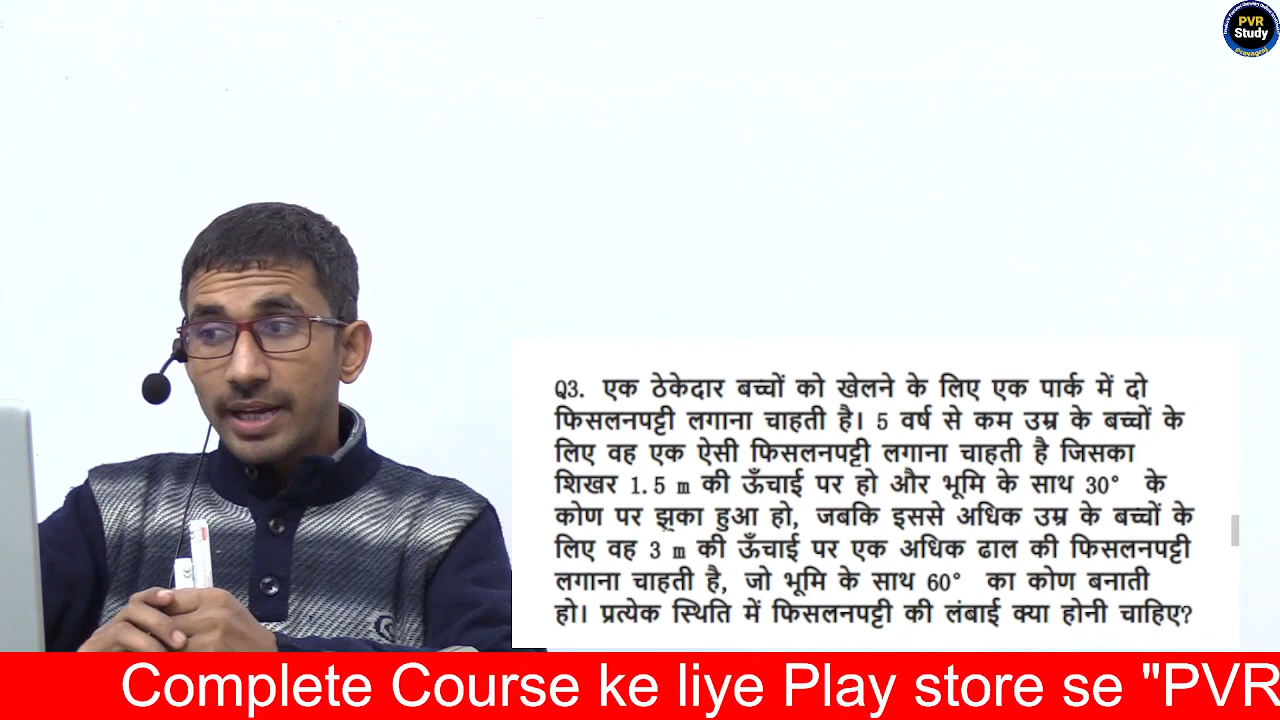 PVR
Study
Prayagraj
Q3. एक ठेकेदार बच्चों को खेलने के लिए एक पार्क में दो
फिसलनपट्टी लगाना चाहती है। 5 वर्ष से कम उम्र के बच्चों के
लिए वह एक ऐसी फिसलनपट्टी लगाना चाहती है जिसका
शिखर 1.5 m की ऊँचाई पर हो और भूमि के साथ 30° के
कोण पर झुका हुआ हो, जबकि इससे अधिक उम्र के बच्चों के
लिए वह 3 m की ऊँचाई पर एक अधिक ढाल की फिसलनपट्टी
लगाना चाहती है, जो भूमि के साथ 60° का कोण बनाती
हो। प्रत्येक स्थिति में फिसलनपट्टी की लंबाई क्या होनी चाहिए?
Complete Course ke liye Play store se "PVR